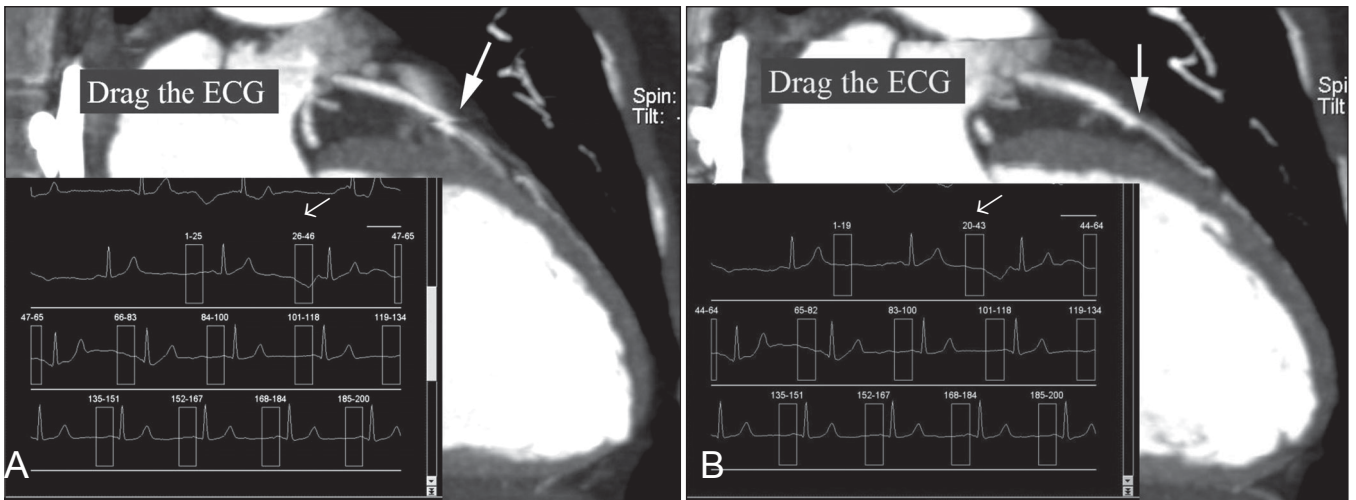 Drag the ECG
Spin:
Tilt:
1-25 26-46 47-65
47-65 66-83 84-100 101-118 119-134
135-151 152-167 168-184 185-200
A
Drag the ECG
Spi
Tilt
1-19 20-43 44-64
44-64 65-82 83-100 101-118 119-134
135-151 152-167 168-184 185-200
B